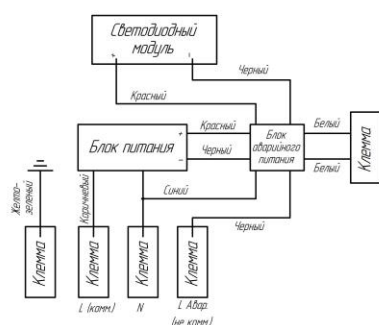 Светодиодный
модуль
+ -
Черный
Красный
+
-
Блок питания
Красный
Черный
Блок
аварийного
питания
Белый
Белый
Клемма
Желто-
зеленый
Коричневый
Синий
Черный
Клемма
Клемма
Клемма
Клемма
L (комм.)
N
L Авар.
(не комм.)